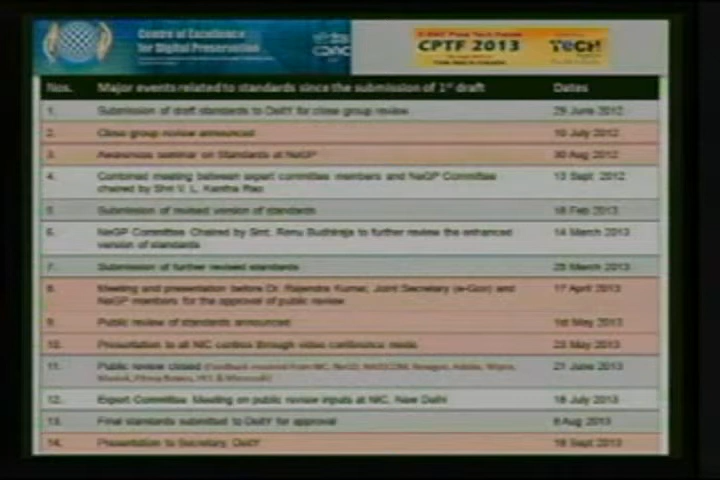 Centre of Excellence
for Digital Preservation
CPTF 2013
TECH
Nos. Major events related to standards since the submission of 1st draft Dates
1. Submission of draft standards to DeitY for close group review 29 June 2012
2. Close group review announced 10 July 2012
3. Awareness seminar on Standards at NeGP 30 Aug 2012
4. Combined meeting between expert committee members and NeGP Committee 13 Sept 2012
chaired by Shri V. L. Kantha Rao
5. Submission of revised version of standards 18 Feb 2013
6. NeGP Committee Chaired by Smt. Renu Budhiraja to further review the enhanced 14 March 2013
version of standards
7. Submission of further revised standards 25 March 2013
8. Meeting and presentation before Dr. Rajendra Kumar, Joint Secretary (e-Gov) and 17 April 2013
NeGP members for the approval of public review
9. Public review of standards announced 1st May 2013
10. Presentation to all NIC centres through video conference media 23 May 2013
11. Public review closed 21 June 2013
12. Expert Committee Meeting on public review inputs at NIC, New Delhi 18 July 2013
13. Final standards submitted to DeitY for approval 8 Aug 2013
14. Presentation to Secretary, DeitY 18 Sept 2013